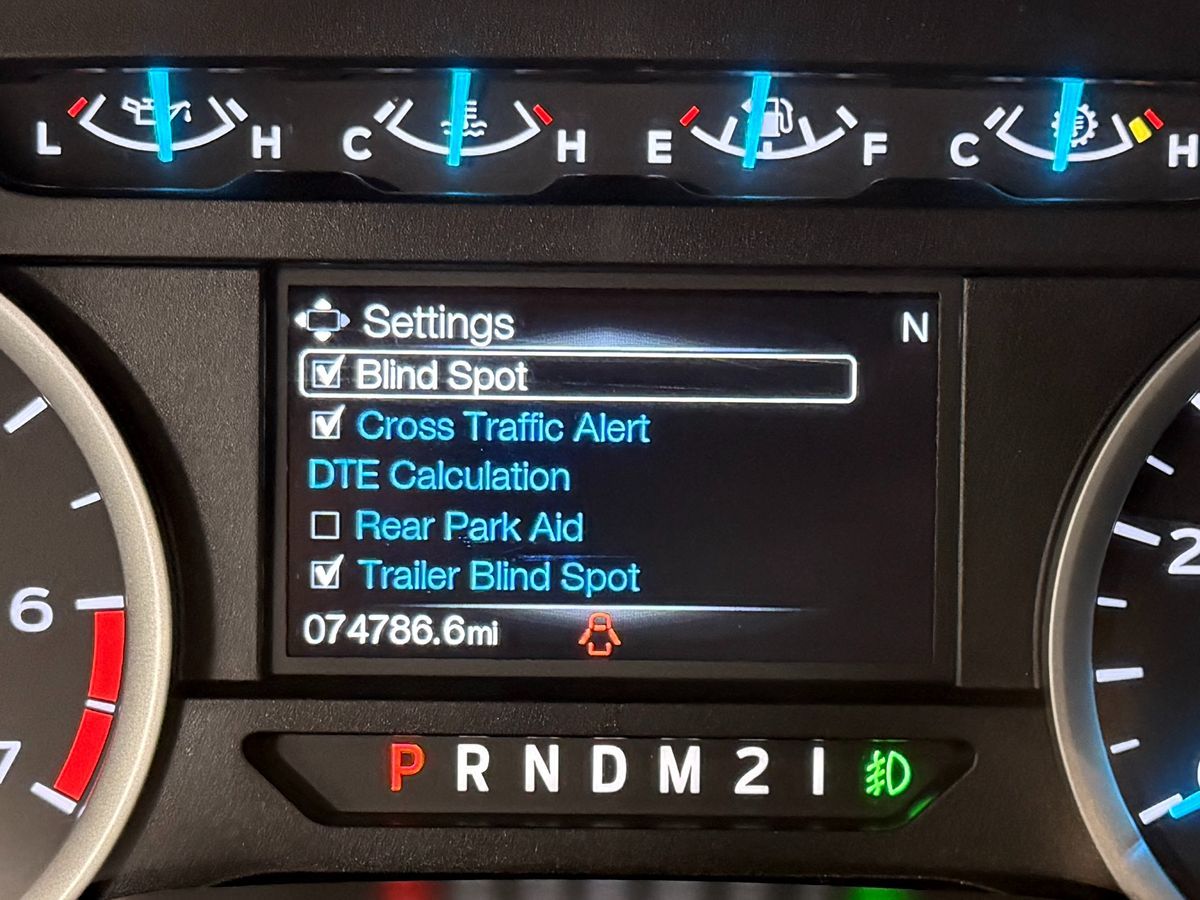 L H C H E F C H
Settings N
Blind Spot
Cross Traffic Alert
DTE Calculation
Rear Park Aid
Trailer Blind Spot
074786.6mi
6
7
2
P R N D M 2 1